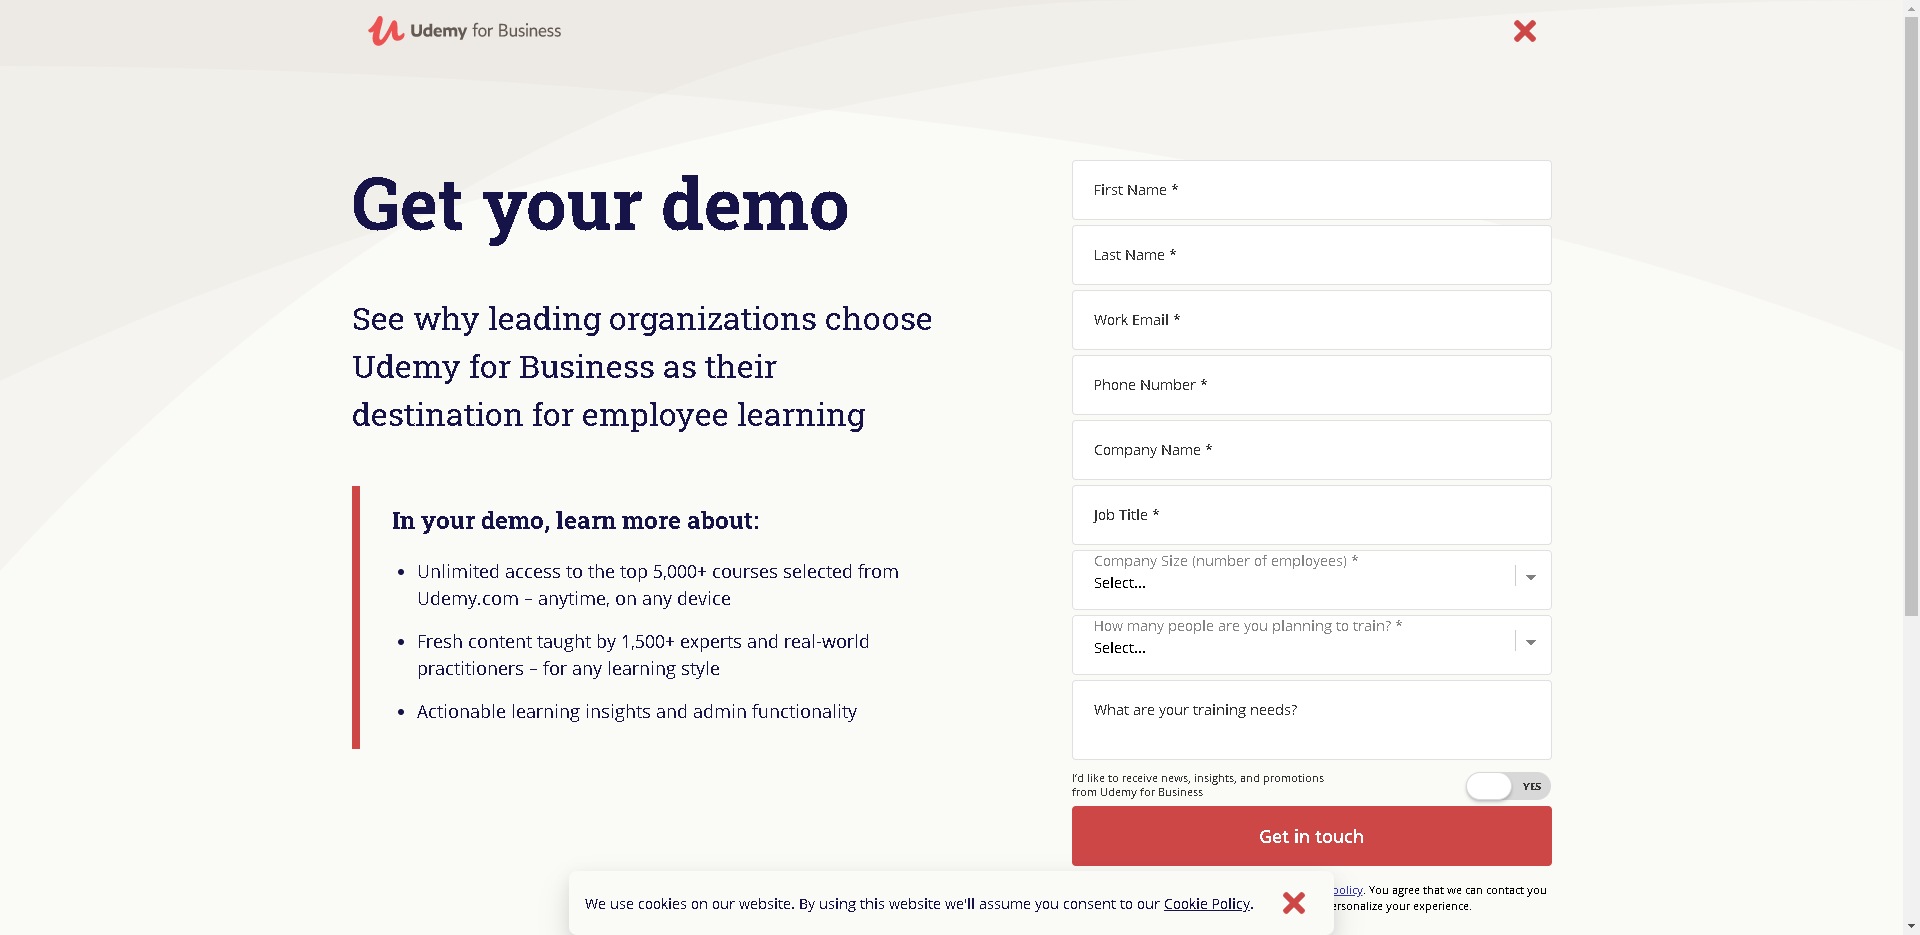 Udemy for Business
Get your demo
See why leading organizations choose
Udemy for Business as their
destination for employee learning
In your demo, learn more about:
• Unlimited access to the top 5,000+ courses selected from
Udemy.com – anytime, on any device
• Fresh content taught by 1,500+ experts and real-world
practitioners – for any learning style
• Actionable learning insights and admin functionality
First Name *
Last Name *
Work Email *
Phone Number *
Company Name *
Job Title *
Company Size (number of employees) *
Select...
How many people are you planning to train? *
Select...
What are your training needs?
I'd like to receive news, insights, and promotions
from Udemy for Business
YES
Get in touch
policy. You agree that we can contact you
personalize your experience.
We use cookies on our website. By using this website we'll assume you consent to our Cookie Policy.